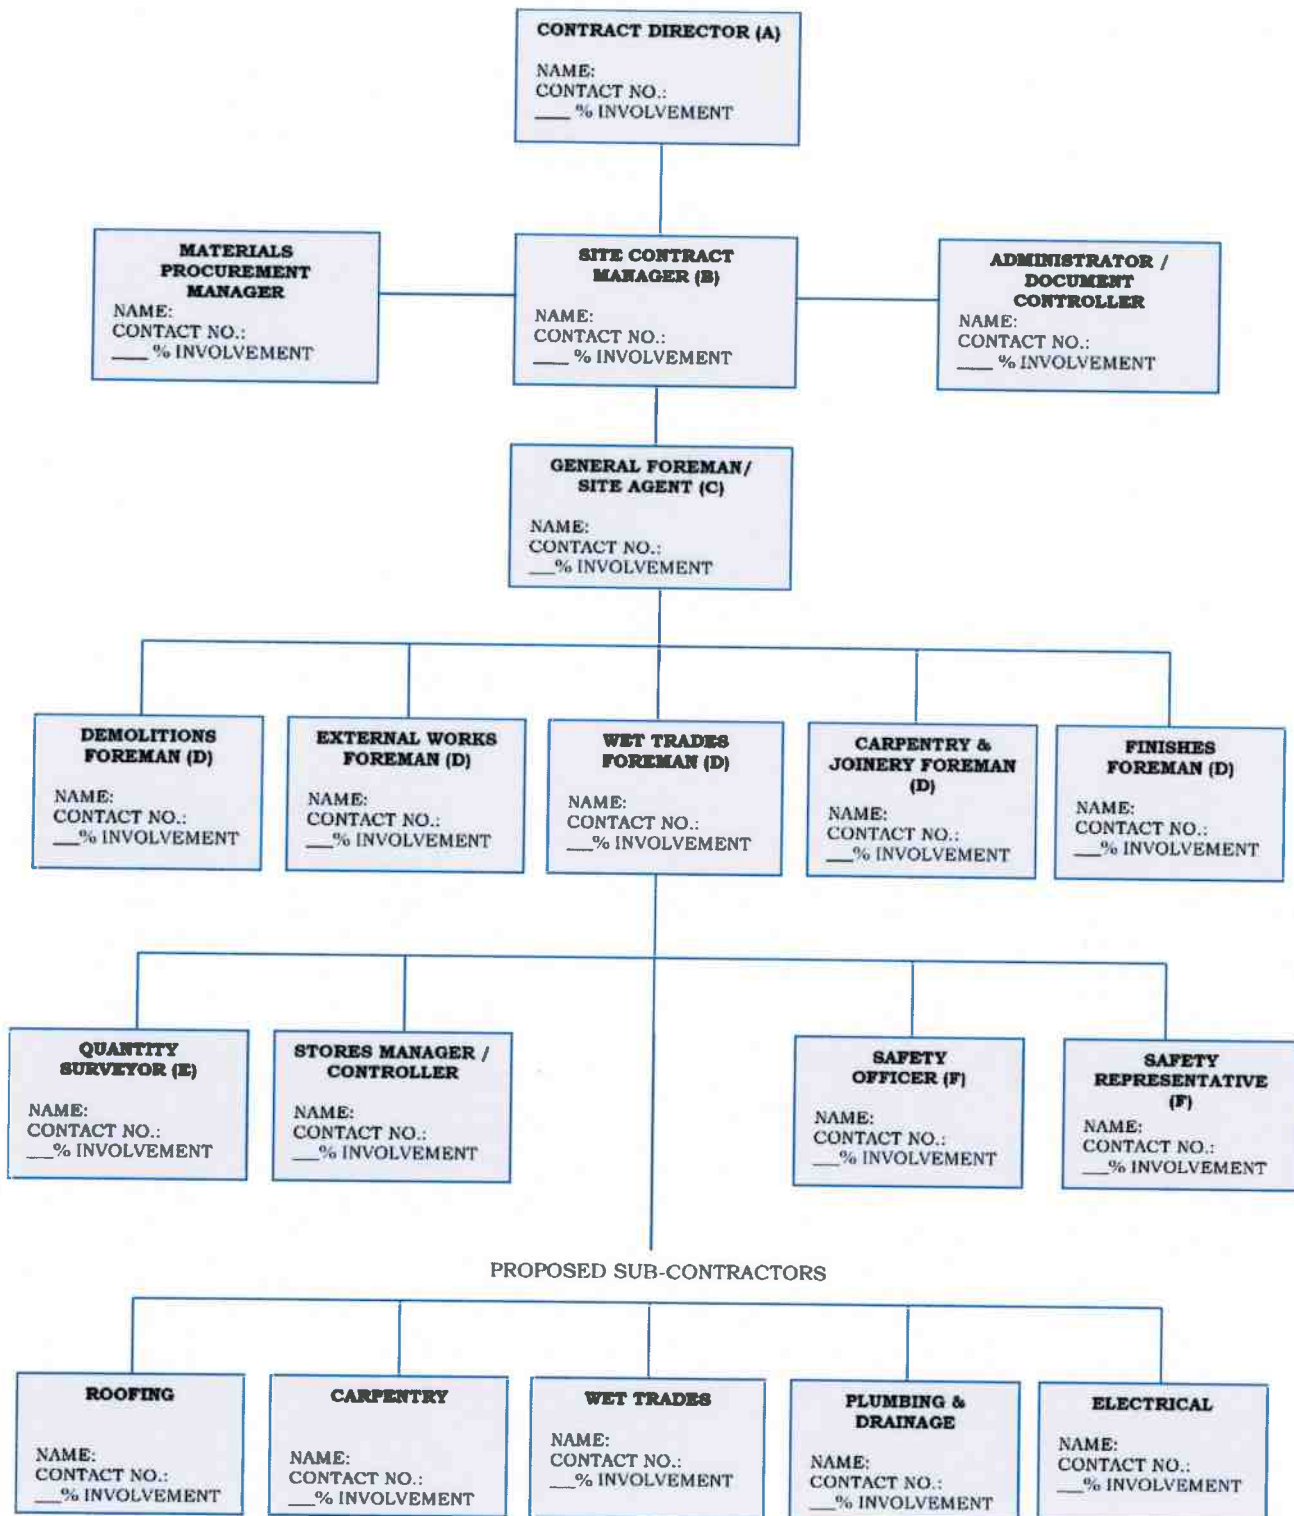 CONTRACT DIRECTOR (A)
NAME:
CONTACT NO.:
___ % INVOLVEMENT
MATERIALS
PROCUREMENT
MANAGER
NAME:
CONTACT NO.:
___ % INVOLVEMENT
SITE CONTRACT
MANAGER (B)
NAME:
CONTACT NO.:
___ % INVOLVEMENT
ADMINISTRATOR /
DOCUMENT
CONTROLLER
NAME:
CONTACT NO.:
___ % INVOLVEMENT
GENERAL FOREMAN/
SITE AGENT (C)
NAME:
CONTACT NO.:
___% INVOLVEMENT
DEMOLITIONS
FOREMAN (D)
NAME:
CONTACT NO.:
___% INVOLVEMENT
EXTERNAL WORKS
FOREMAN (D)
NAME:
CONTACT NO.:
___% INVOLVEMENT
WET TRADES
FOREMAN (D)
NAME:
CONTACT NO.:
___% INVOLVEMENT
CARPENTRY &
JOINERY FOREMAN
(D)
NAME:
CONTACT NO.:
___% INVOLVEMENT
FINISHES
FOREMAN (D)
NAME:
CONTACT NO.:
___% INVOLVEMENT
QUANTITY
SURVEYOR (E)
NAME:
CONTACT NO.:
___% INVOLVEMENT
STORES MANAGER /
CONTROLLER
NAME:
CONTACT NO.:
___% INVOLVEMENT
SAFETY
OFFICER (F)
NAME:
CONTACT NO.:
___% INVOLVEMENT
SAFETY
REPRESENTATIVE
(F)
NAME:
CONTACT NO.:
___% INVOLVEMENT
PROPOSED SUB-CONTRACTORS
ROOFING
NAME:
CONTACT NO.:
___% INVOLVEMENT
CARPENTRY
NAME:
CONTACT NO.:
___% INVOLVEMENT
WET TRADES
NAME:
CONTACT NO.:
___% INVOLVEMENT
PLUMBING &
DRAINAGE
NAME:
CONTACT NO.:
___% INVOLVEMENT
ELECTRICAL
NAME:
CONTACT NO.:
___% INVOLVEMENT